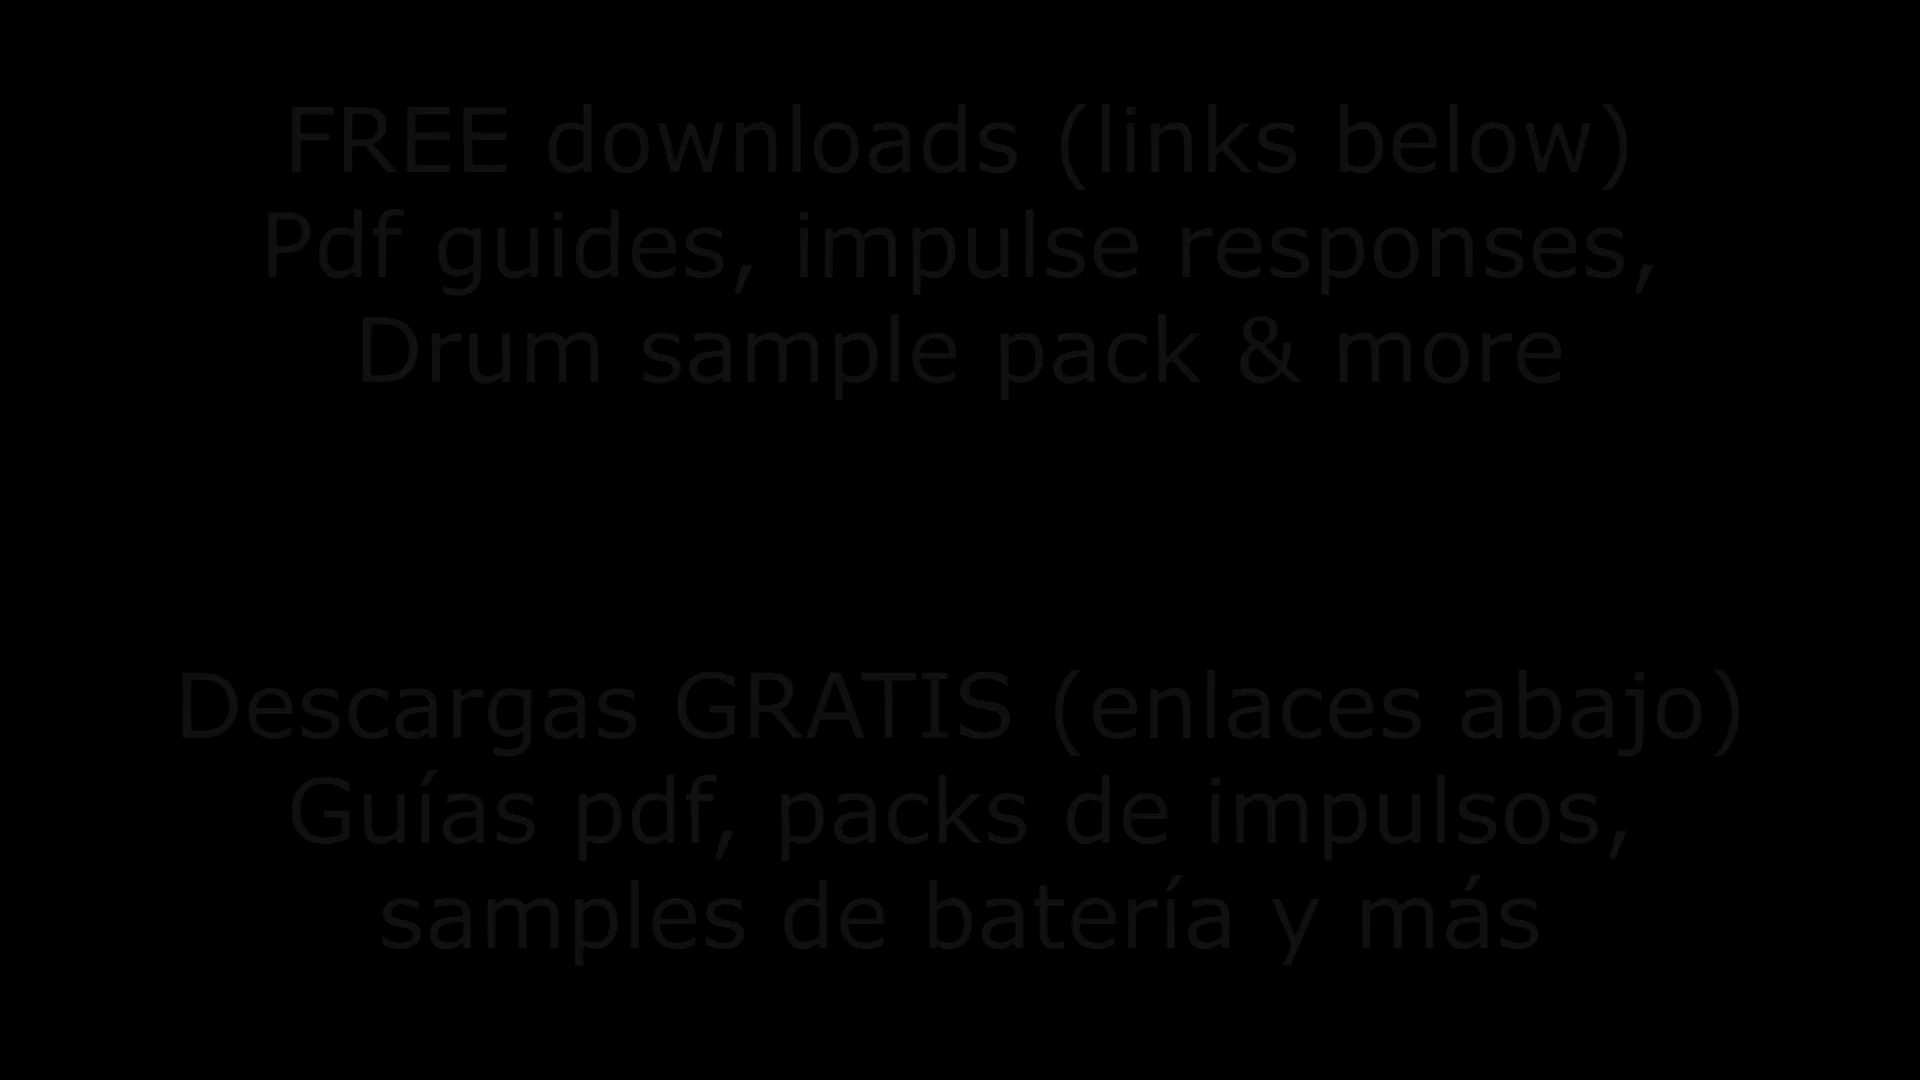 FREE downloads (links below)
Pdf guides, impulse responses,
Drum sample pack & more
Descargas GRATIS (enlaces abajo)
Guías pdf, packs de impulsos,
samples de batería y más